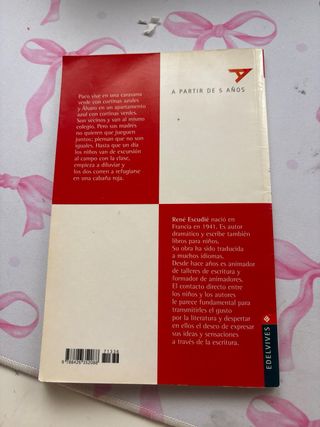 A PARTIR DE 5 AÑOS
Paco vive en una caravana
verde con cortinas azules
y Álvaro en un apartamento
azul con cortinas verdes.
Son vecinos y van al mismo
colegio. Pero sus madres
no quieren que jueguen
juntos; piensan que no son
iguales. Hasta que un día
los niños van de excursión
al campo con la clase,
empieza a diluviar y
los dos corren a refugiarse
en una cabaña roja.
René Escudié nació en
Francia en 1941. Es autor
dramático y escribe también
libros para niños.
Su obra ha sido traducida
a muchos idiomas.
Desde hace años es animador
de talleres de escritura y
formador de animadores.
El contacto directo entre
los niños y los autores
le parece fundamental para
transmitirles el gusto
por la literatura y despertar
en ellos el deseo de expresar
sus ideas y sensaciones
a través de la escritura.
EDELVIVES